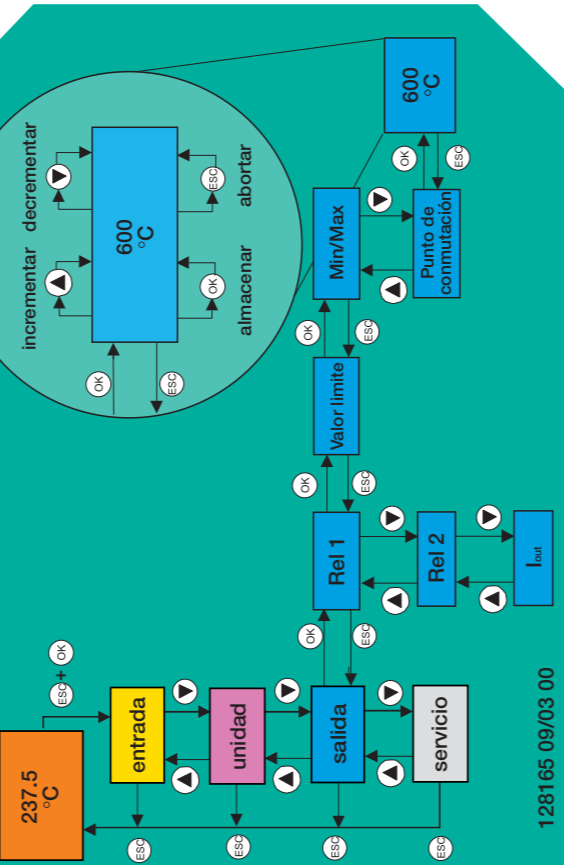 237.5
°C
ESC + OK
entrada
ESC
unidad
ESC
salida
ESC
servicio
ESC
OK
ESC
Rel 1
Rel 2
Iout
OK
ESC
Valor limite
OK
ESC
Min/Max
Punto de
conmutación
OK
ESC
600
°C
incrementar
decrementar
OK
ESC
600
°C
OK
ESC
almacenar
abortar
128165 09/03 00